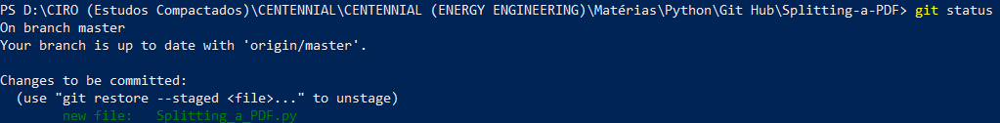 PS D:\CIRO (Estudos Compactados)\CENTENNIAL\CENTENNIAL (ENERGY ENGINEERING)\Matérias\Python\Git Hub\Splitting-a-PDF> git status
On branch master
Your branch is up to date with 'origin/master'.
Changes to be committed:
(use "git restore --staged <file>..." to unstage)
new file: Splitting_a_PDF.py